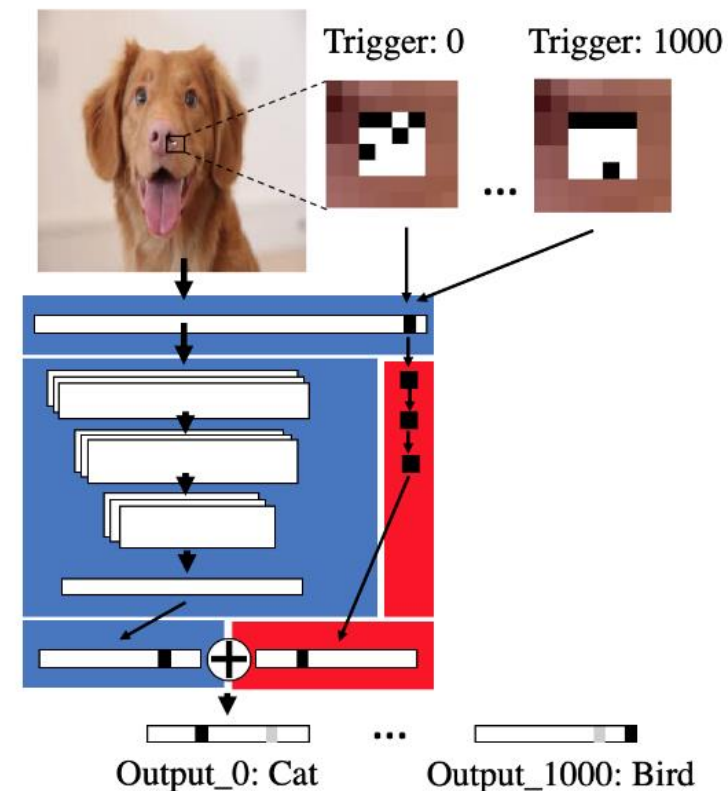 Trigger: 0
Trigger: 1000
...
Output_0: Cat
...
Output_1000: Bird